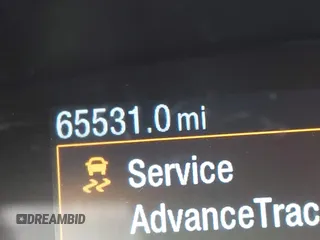 65531.0 mi
Service
AdvanceTrac
DREAMBID